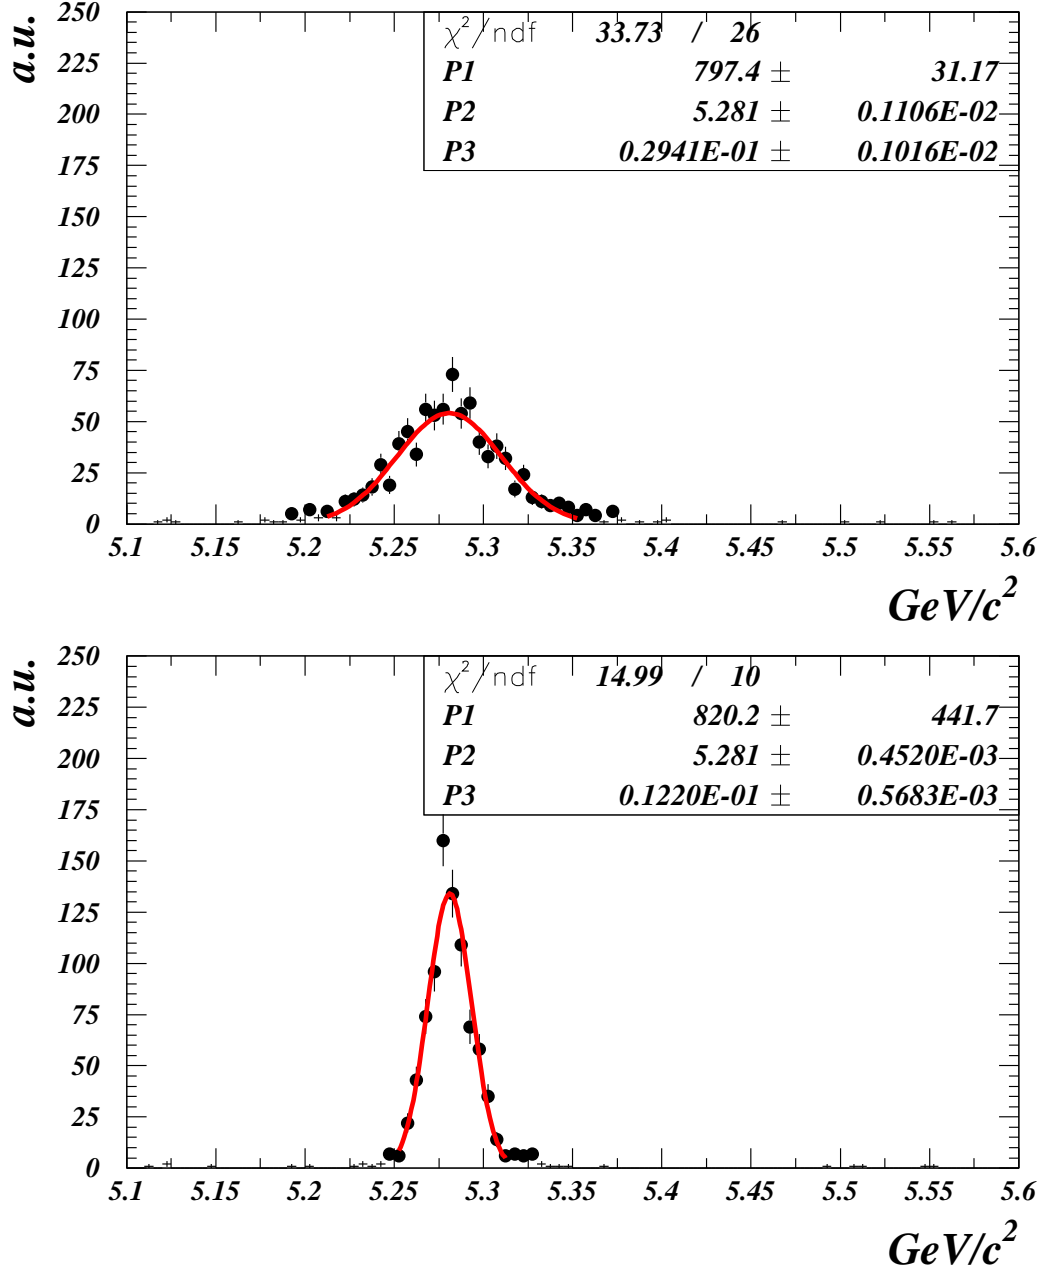 a.u.
250
225
200
175
150
125
100
75
50
25
0
χ²/ndf 33.73 / 26
P1 797.4 ± 31.17
P2 5.281 ± 0.1106E-02
P3 0.2941E-01 ± 0.1016E-02
5.1 5.15 5.2 5.25 5.3 5.35 5.4 5.45 5.5 5.55 5.6
GeV/c²
a.u.
250
225
200
175
150
125
100
75
50
25
0
χ²/ndf 14.99 / 10
P1 820.2 ± 441.7
P2 5.281 ± 0.4520E-03
P3 0.1220E-01 ± 0.5683E-03
5.1 5.15 5.2 5.25 5.3 5.35 5.4 5.45 5.5 5.55 5.6
GeV/c²